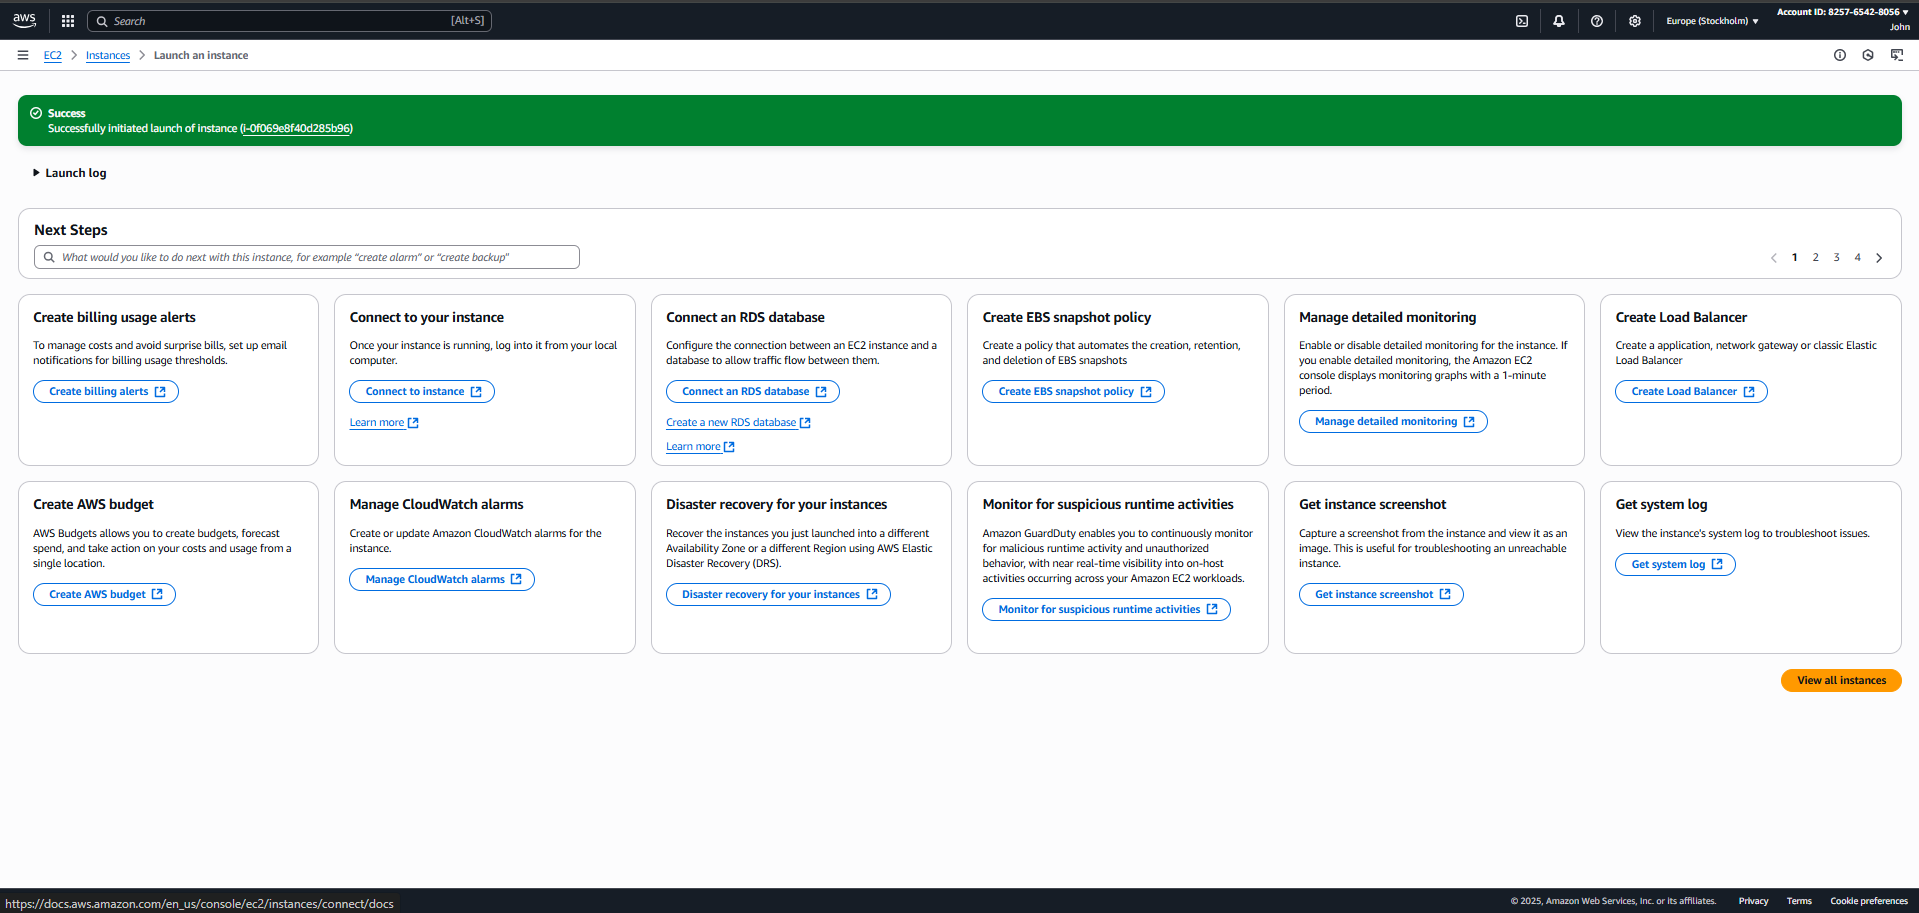 aws
Search
[Alt+S]
Europe (Stockholm)
Account ID: 8257-6542-8056
John
EC2
Instances
Launch an instance
Success
Successfully initiated launch of instance (i-0f069e8f40d285b96)
Launch log
Next Steps
What would you like to do next with this instance, for example "create alarm" or "create backup"
1 2 3 4
Create billing usage alerts
To manage costs and avoid surprise bills, set up email
notifications for billing usage thresholds.
Create billing alerts
Connect to your instance
Once your instance is running, log into it from your local
computer.
Connect to instance
Learn more
Connect an RDS database
Configure the connection between an EC2 instance and a
database to allow traffic flow between them.
Connect an RDS database
Create a new RDS database
Learn more
Create EBS snapshot policy
Create a policy that automates the creation, retention,
and deletion of EBS snapshots
Create EBS snapshot policy
Manage detailed monitoring
Enable or disable detailed monitoring for the instance. If
you enable detailed monitoring, the Amazon EC2
console displays monitoring graphs with a 1-minute
period.
Manage detailed monitoring
Create Load Balancer
Create a application, network gateway or classic Elastic
Load Balancer
Create Load Balancer
Create AWS budget
AWS Budgets allows you to create budgets, forecast
spend, and take action on your costs and usage from a
single location.
Create AWS budget
Manage CloudWatch alarms
Create or update Amazon CloudWatch alarms for the
instance.
Manage CloudWatch alarms
Disaster recovery for your instances
Recover the instances you just launched into a different
Availability Zone or a different Region using AWS Elastic
Disaster Recovery (DRS).
Disaster recovery for your instances
Monitor for suspicious runtime activities
Amazon GuardDuty enables you to continuously monitor
for malicious runtime activity and unauthorized
behavior, with near real-time visibility into on-host
activities occurring across your Amazon EC2 workloads.
Monitor for suspicious runtime activities
Get instance screenshot
Capture a screenshot from the instance and view it as an
image. This is useful for troubleshooting an unreachable
instance.
Get instance screenshot
Get system log
View the instance's system log to troubleshoot issues.
Get system log
View all instances
https://docs.aws.amazon.com/en_us/console/ec2/instances/connect/docs
© 2025, Amazon Web Services, Inc. or its affiliates.
Privacy
Terms
Cookie preferences